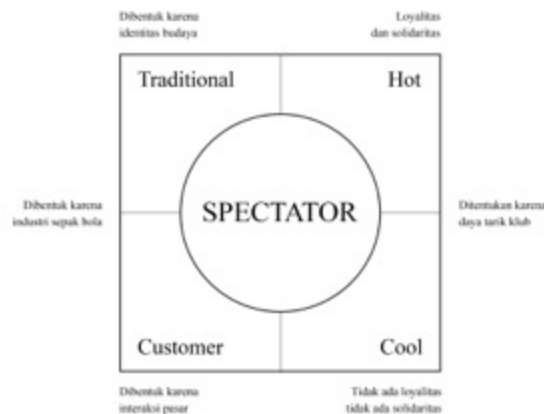 Dibentuk karena
identitas budaya
Loyalitas
dan solidaritas
Traditional
Hot
Dibentuk karena
industri sepak bola
SPECTATOR
Ditentukan karena
daya tarik klub
Customer
Cool
Dibentuk karena
interaksi pasar
Tidak ada loyalitas
tidak ada solidaritas